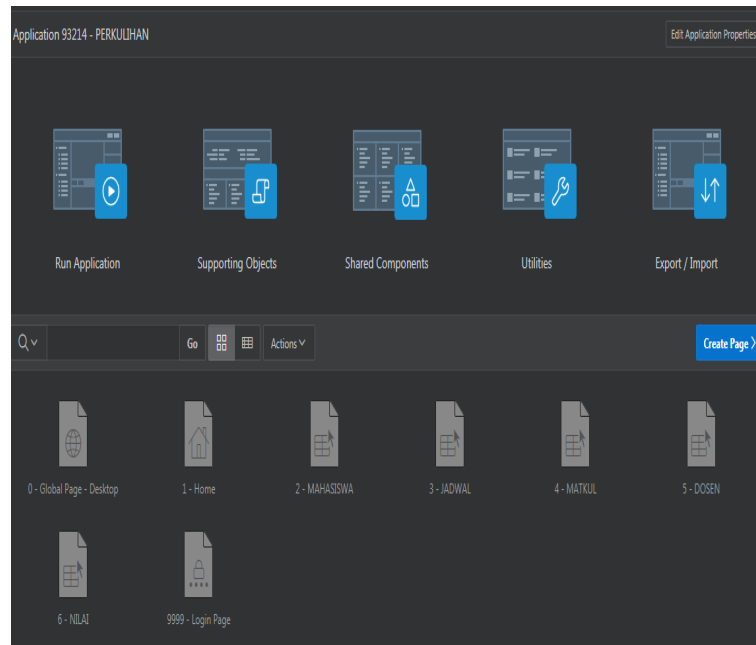 Application 93214 - PERKULIHAN
Edit Application Properties
Run Application
Supporting Objects
Shared Components
Utilities
Export / Import
Go
Actions
Create Page
0 - Global Page - Desktop
1 - Home
2 - MAHASISWA
3 - JADWAL
4 - MATKUL
5 - DOSEN
6 - NILAI
9999 - Login Page